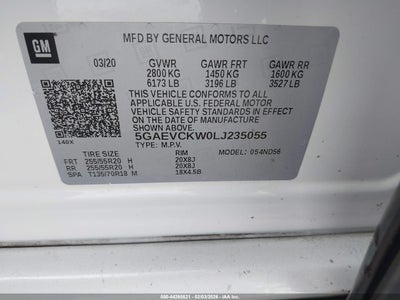 GM
MFD BY GENERAL MOTORS LLC
03/20 GVWR GAWR FRT GAWR RR
2800 KG 1450 KG 1600 KG
6173 LB 3196 LB 3527 LB
THIS VEHICLE CONFORMS TO ALL
APPLICABLE U.S. FEDERAL MOTOR
VEHICLE SAFETY STANDARDS IN EFFECT
ON THE DATE OF MANUFACTURE SHOWN ABOVE.
5GAEVCKW0LJ235055
140X TYPE: M.P.V. MODEL: 0S4ND56
RIM
FRT 255/55R20 H 20X8J
RR 255/55R20 H 20X8J
SPA T135/70R18 M 18X4.5B